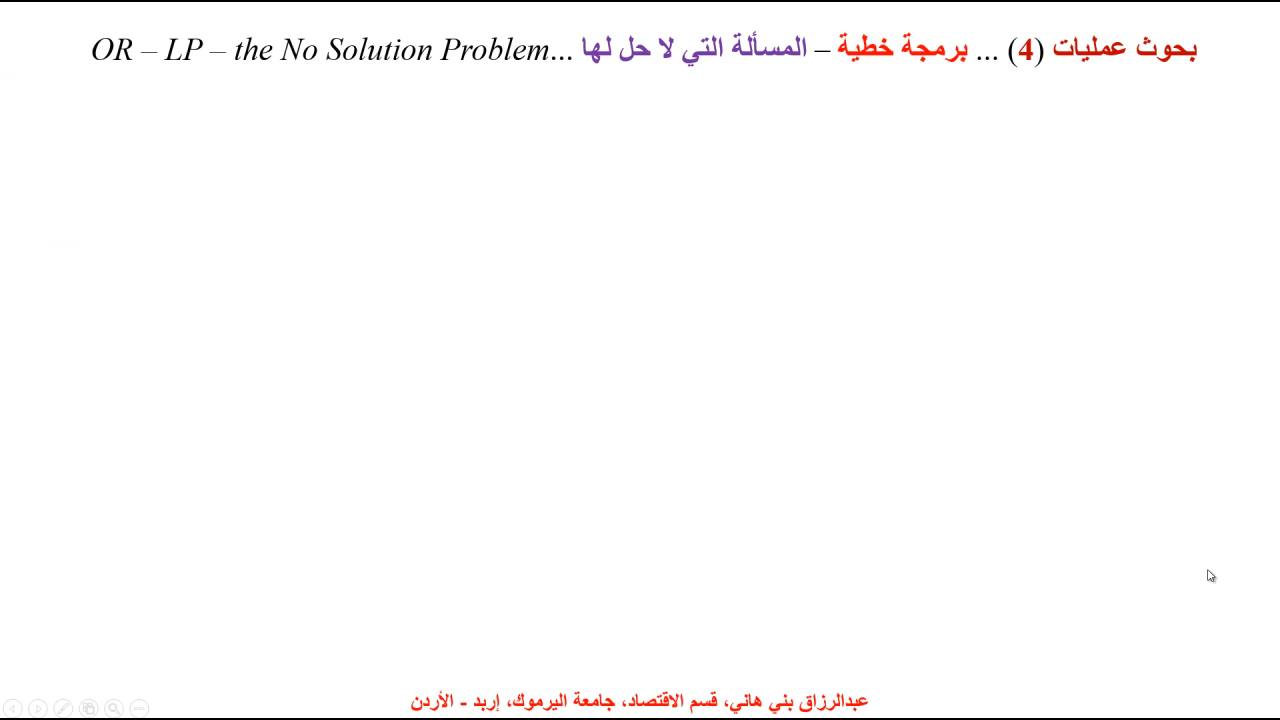 بحوث عمليات (4) ... برمجة خطية – المسألة التي لا حل لها ...OR – LP – the No Solution Problem
عبدالرزاق بني هاني، قسم الاقتصاد، جامعة اليرموك، إربد - الأردن